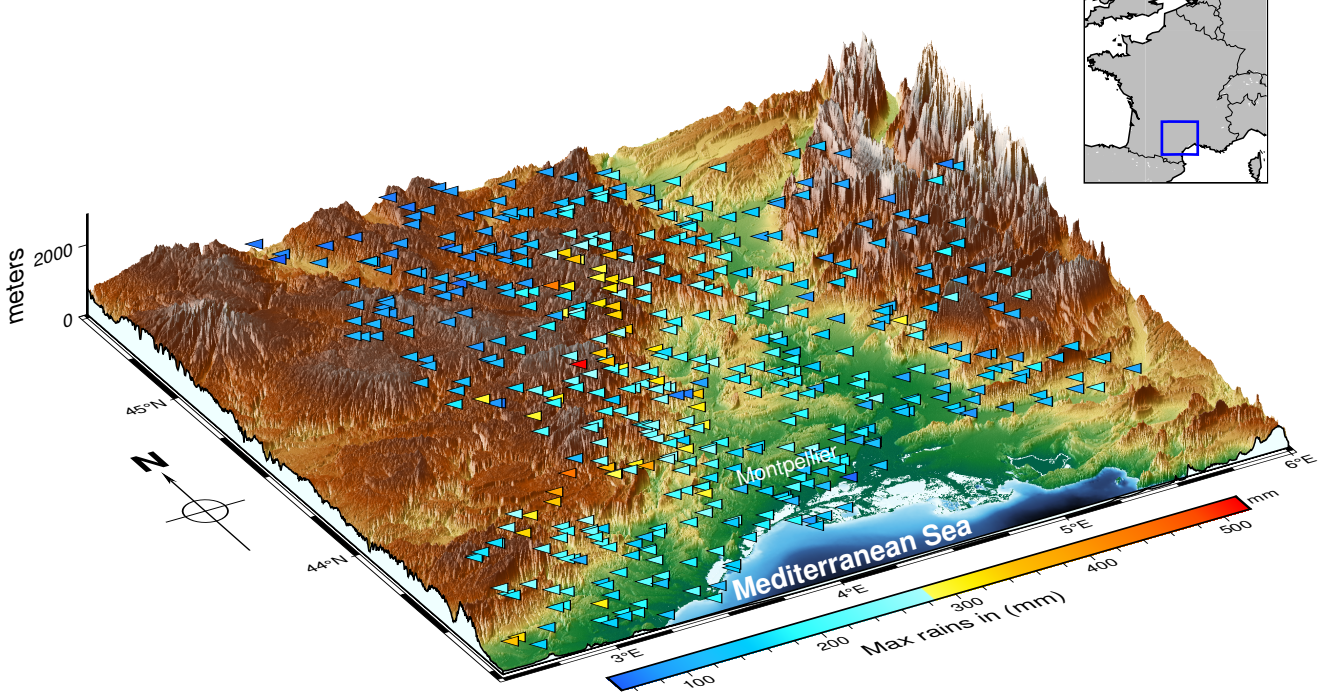 meters
2000
0
45°N
N
44°N
Montpellier
Mediterranean Sea
3°E
4°E
5°E
6°E
100
200
300
400
500
mm
Max rains in (mm)